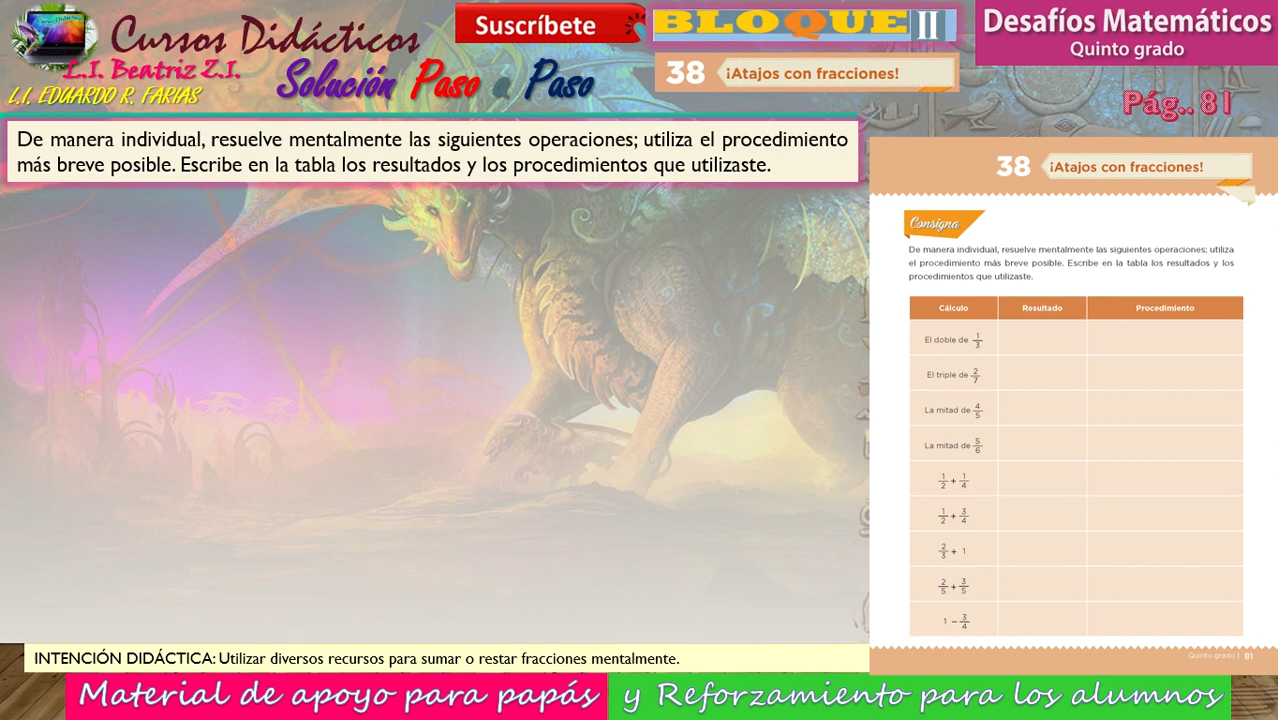 Cursos Didácticos
L.I. Beatriz Z.I.
L.I. EDUARDO R. FARIAS
Solución Paso a Paso
Suscríbete
BLOQUE II
38 ¡Atajos con fracciones!
Desafíos Matemáticos
Quinto grado
Pág.. 81
De manera individual, resuelve mentalmente las siguientes operaciones; utiliza el procedimiento
más breve posible. Escribe en la tabla los resultados y los procedimientos que utilizaste.
38 ¡Atajos con fracciones!
Consigna
De manera individual, resuelve mentalmente las siguientes operaciones; utiliza
el procedimiento más breve posible. Escribe en la tabla los resultados y los
procedimientos que utilizaste.
Cálculo Resultado Procedimiento
El doble de 1/3
El triple de 2/7
La mitad de 4/5
La mitad de 5/6
1/2 + 1/4
1/2 + 3/4
2/3 + 1
2/5 + 3/5
1 − 3/4
Quinto grado | 81
INTENCIÓN DIDÁCTICA: Utilizar diversos recursos para sumar o restar fracciones mentalmente.
Material de apoyo para papás y Reforzamiento para los alumnos